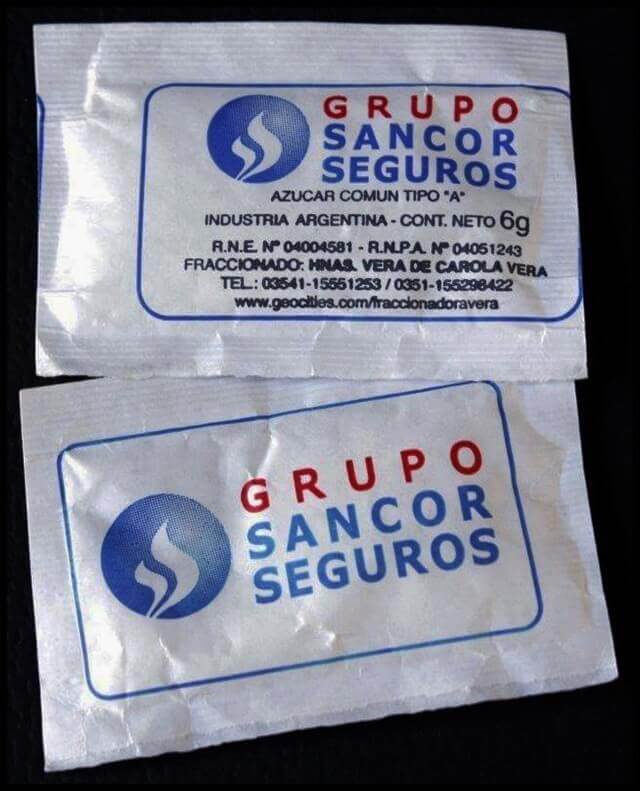 GRUPO
SANCOR
SEGUROS
AZUCAR COMUN TIPO "A"
INDUSTRIA ARGENTINA - CONT. NETO 6g
R.N.E. Nº 04004581 - R.N.P.A. Nº 04051243
FRACCIONADO: HNAS. VERA DE CAROLA VERA
TEL.: 03541-15551253 / 0351-155298422
www.geocities.com/fraccionadoravera
GRUPO
SANCOR
SEGUROS